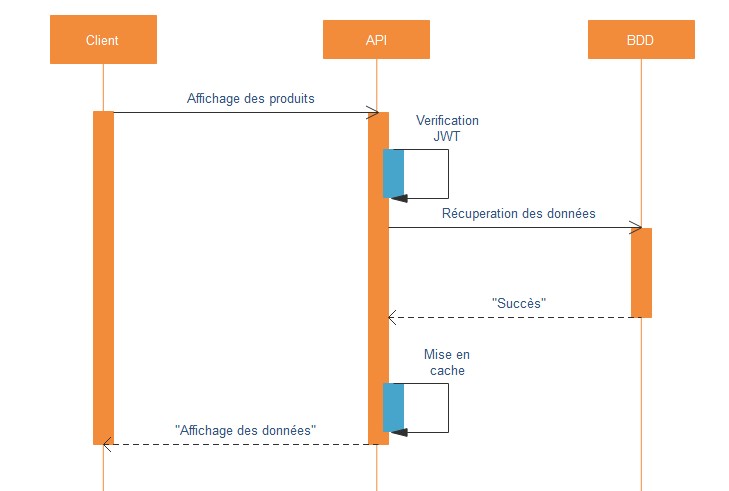 Client
API
BDD
Affichage des produits
Verification
JWT
Récuperation des données
"Succès"
Mise en
cache
"Affichage des données"